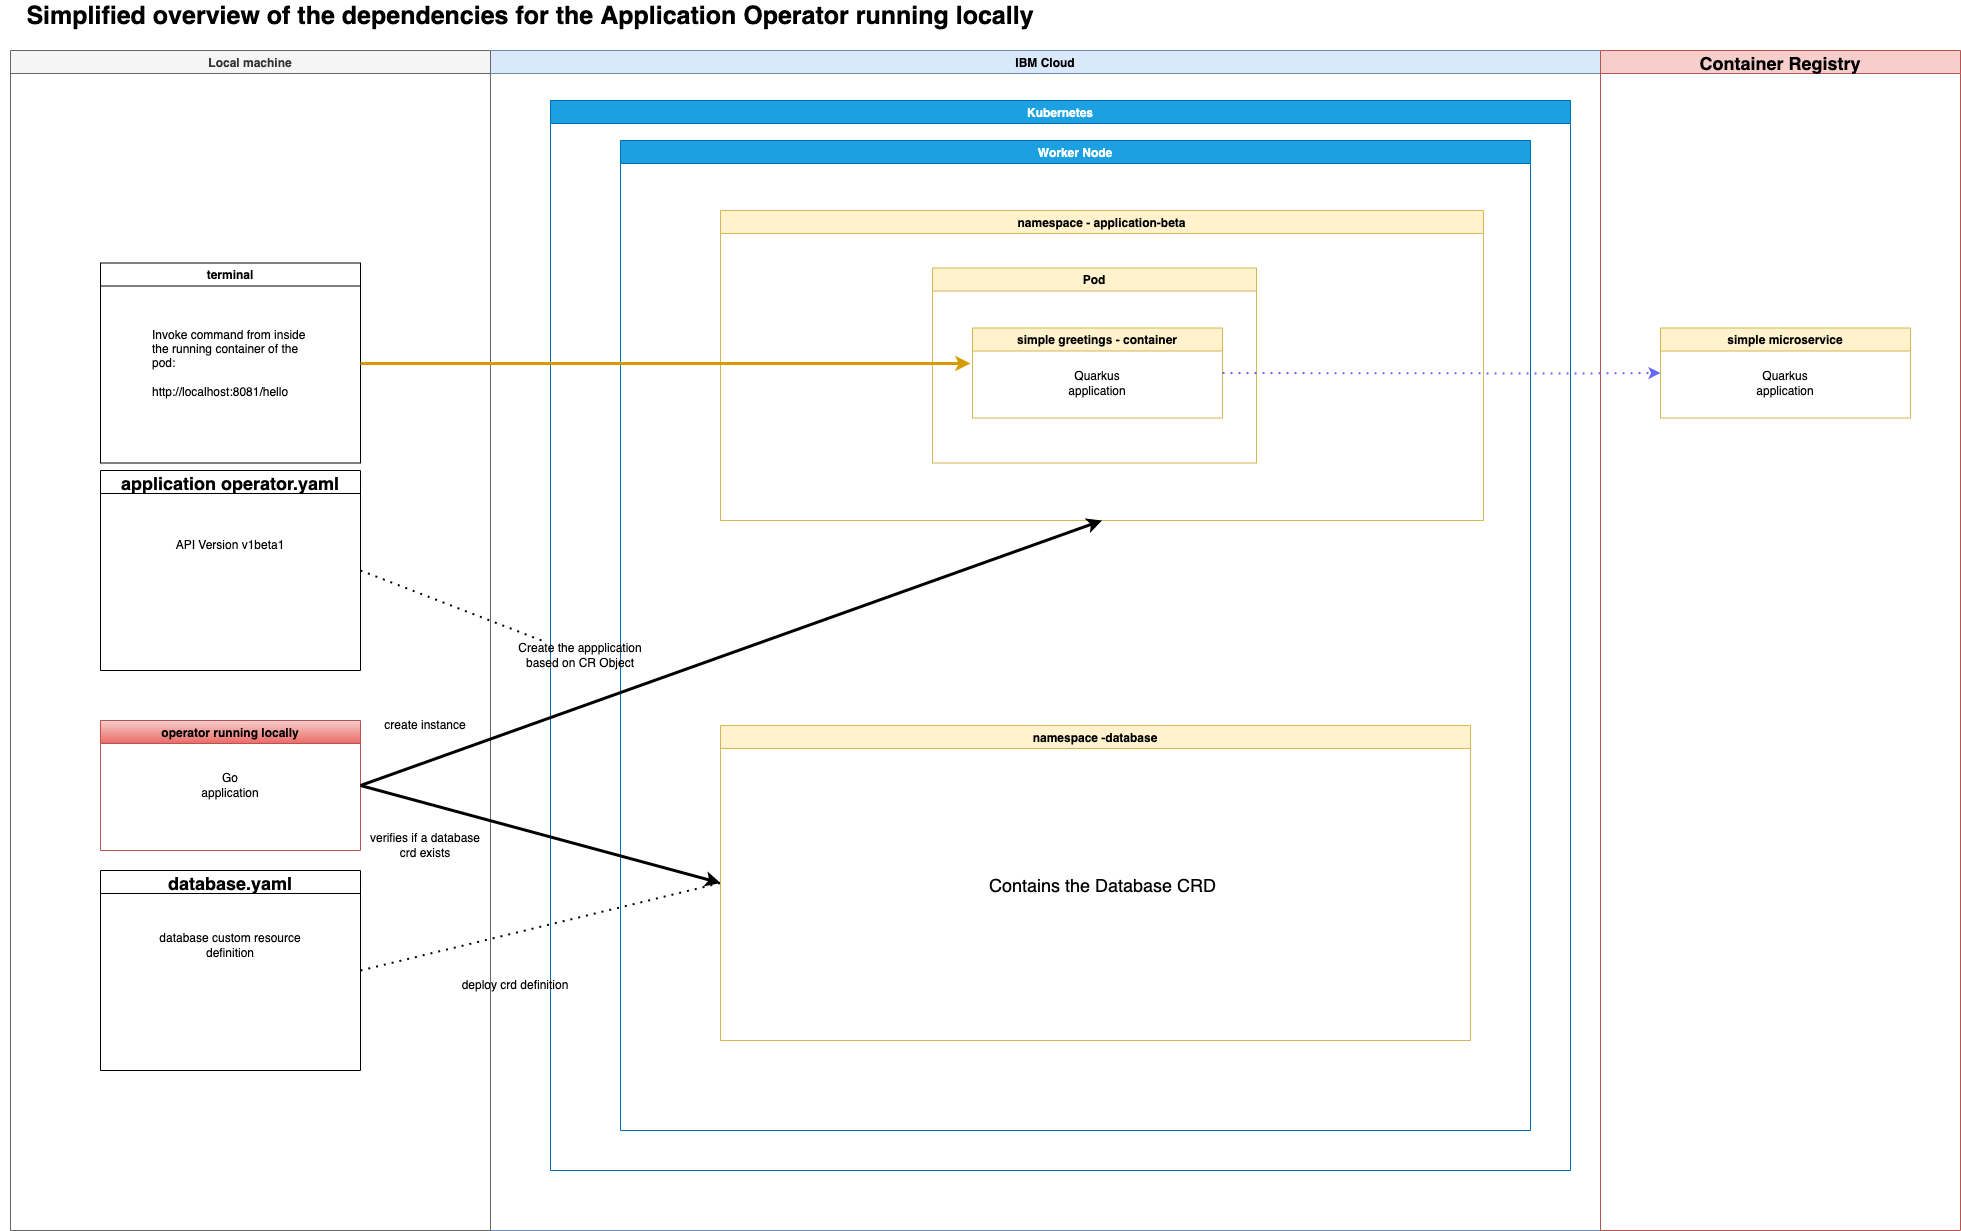 Simplified overview of the dependencies for the Application Operator running locally
Local machine
IBM Cloud
Container Registry
Kubernetes
Worker Node
namespace - application-beta
terminal
Invoke command from inside
the running container of the
pod:
http://localhost:8081/hello
Pod
simple greetings - container
Quarkus
application
simple microservice
Quarkus
application
application operator.yaml
API Version v1beta1
Create the appplication
based on CR Object
create instance
operator running locally
Go
application
verifies if a database
crd exists
namespace -database
Contains the Database CRD
database.yaml
database custom resource
definition
deploy crd definition